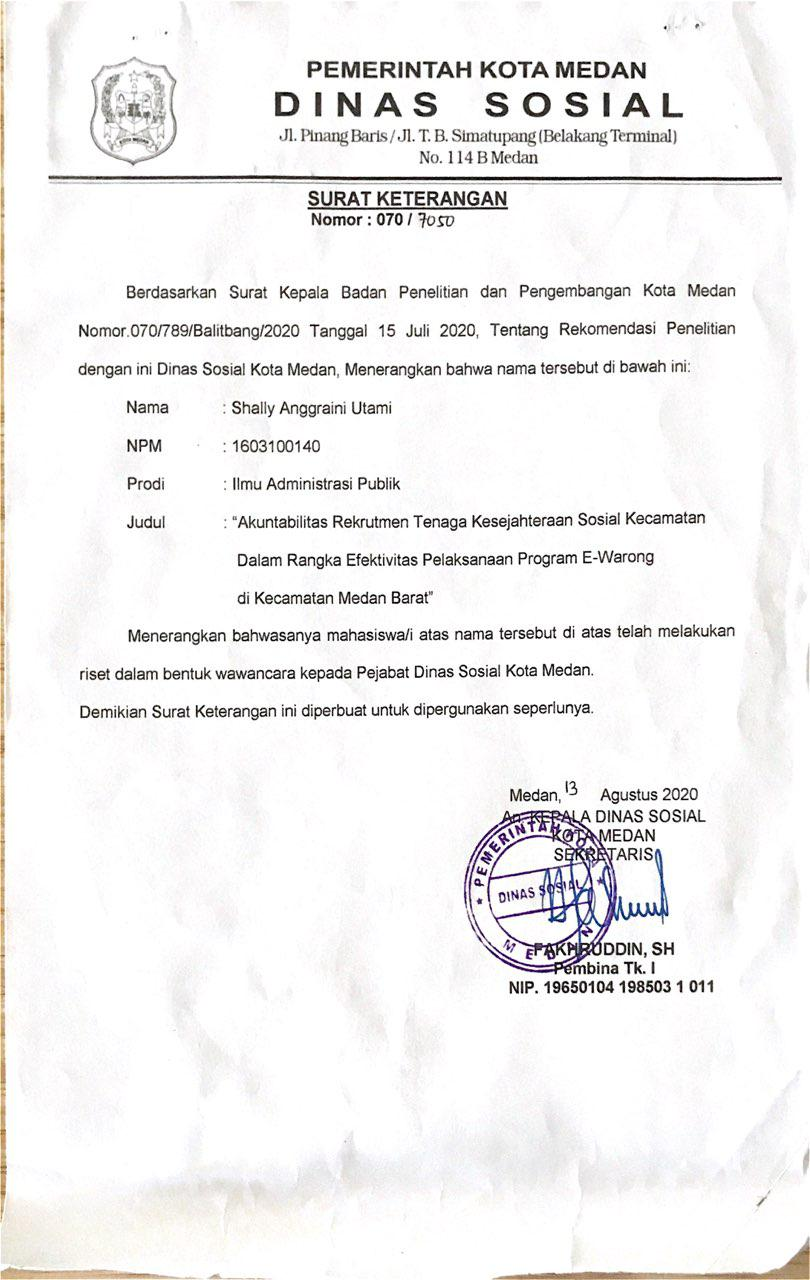 PEMERINTAH KOTA MEDAN
DINAS SOSIAL
Jl. Pinang Baris / Jl. T. B. Simatupang (Belakang Terminal)
No. 114 B Medan
SURAT KETERANGAN
Nomor : 070 / 7050
Berdasarkan Surat Kepala Badan Penelitian dan Pengembangan Kota Medan
Nomor.070/789/Balitbang/2020 Tanggal 15 Juli 2020, Tentang Rekomendasi Penelitian
dengan ini Dinas Sosial Kota Medan, Menerangkan bahwa nama tersebut di bawah ini:
Nama : Shally Anggraini Utami
NPM : 1603100140
Prodi : Ilmu Administrasi Publik
Judul : “Akuntabilitas Rekrutmen Tenaga Kesejahteraan Sosial Kecamatan
Dalam Rangka Efektivitas Pelaksanaan Program E-Warong
di Kecamatan Medan Barat”
Menerangkan bahwasanya mahasiswa/i atas nama tersebut di atas telah melakukan
riset dalam bentuk wawancara kepada Pejabat Dinas Sosial Kota Medan.
Demikian Surat Keterangan ini diperbuat untuk dipergunakan seperlunya.
Medan, 13 Agustus 2020
An. KEPALA DINAS SOSIAL
KOTA MEDAN
SEKRETARIS
PEMERINTAH KOTA
DINAS SOSIAL
MEDAN
FAKHRUDDIN, SH
Pembina Tk. I
NIP. 19650104 198503 1 011